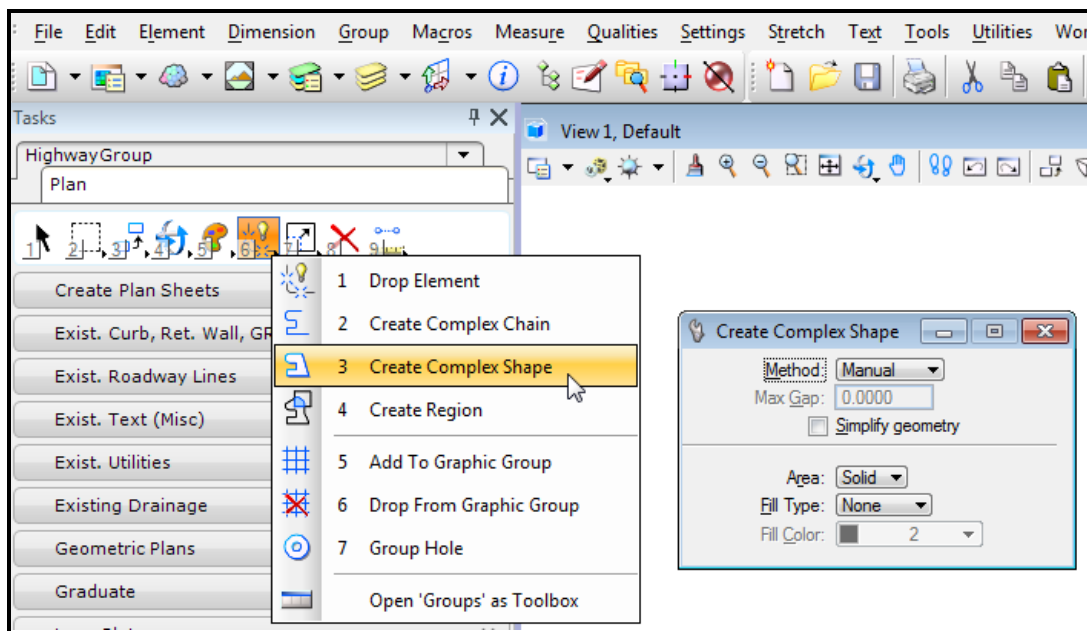 File Edit Element Dimension Group Macros Measure Qualities Settings Stretch Text Tools Utilities Wor
Tasks
View 1, Default
HighwayGroup
Plan
1 2 3 4 5 6 7 8 9
Create Plan Sheets
Exist. Curb, Ret. Wall, GR
Exist. Roadway Lines
Exist. Text (Misc)
Exist. Utilities
Existing Drainage
Geometric Plans
Graduate
1 Drop Element
2 Create Complex Chain
3 Create Complex Shape
4 Create Region
5 Add To Graphic Group
6 Drop From Graphic Group
7 Group Hole
Open 'Groups' as Toolbox
Create Complex Shape
Method: Manual
Max Gap: 0.0000
Simplify geometry
Area: Solid
Fill Type: None
Fill Color: 2